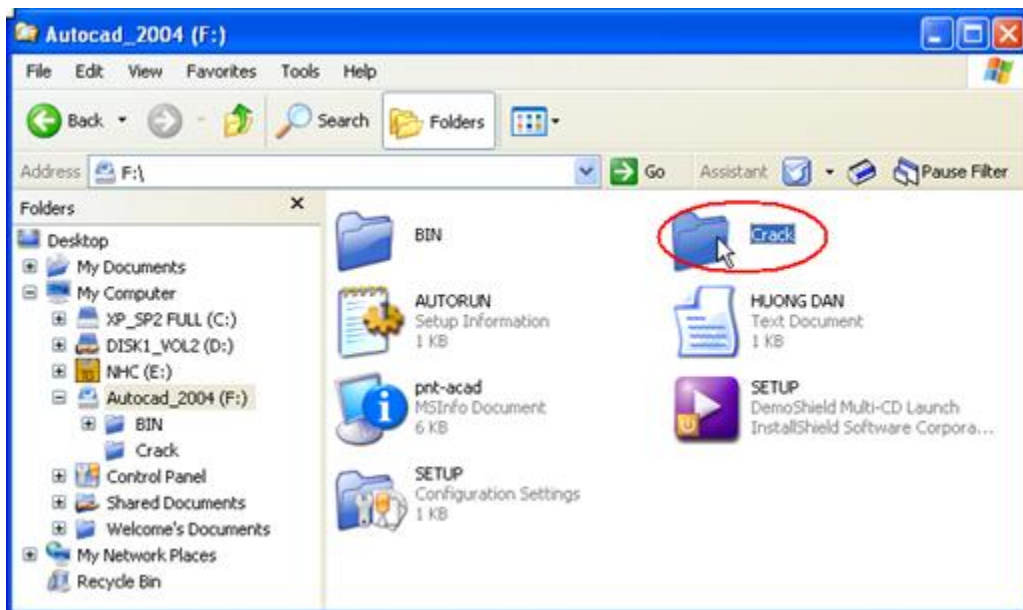 Autocad_2004 (F:)
File Edit View Favorites Tools Help
Back Search Folders
Address F:\ Go Assistant Pause Filter
Folders x
Desktop
My Documents
My Computer
XP_SP2 FULL (C:)
DISK1_VOL2 (D:)
NHC (E:)
Autocad_2004 (F:)
BIN
Crack
Control Panel
Shared Documents
Welcome's Documents
My Network Places
Recycle Bin
BIN
Crack
AUTORUN
Setup Information
1 KB
HUONG DAN
Text Document
1 KB
pnt-acad
MSInfo Document
6 KB
SETUP
DemoShield Multi-CD Launch
InstallShield Software Corpora...
SETUP
Configuration Settings
1 KB